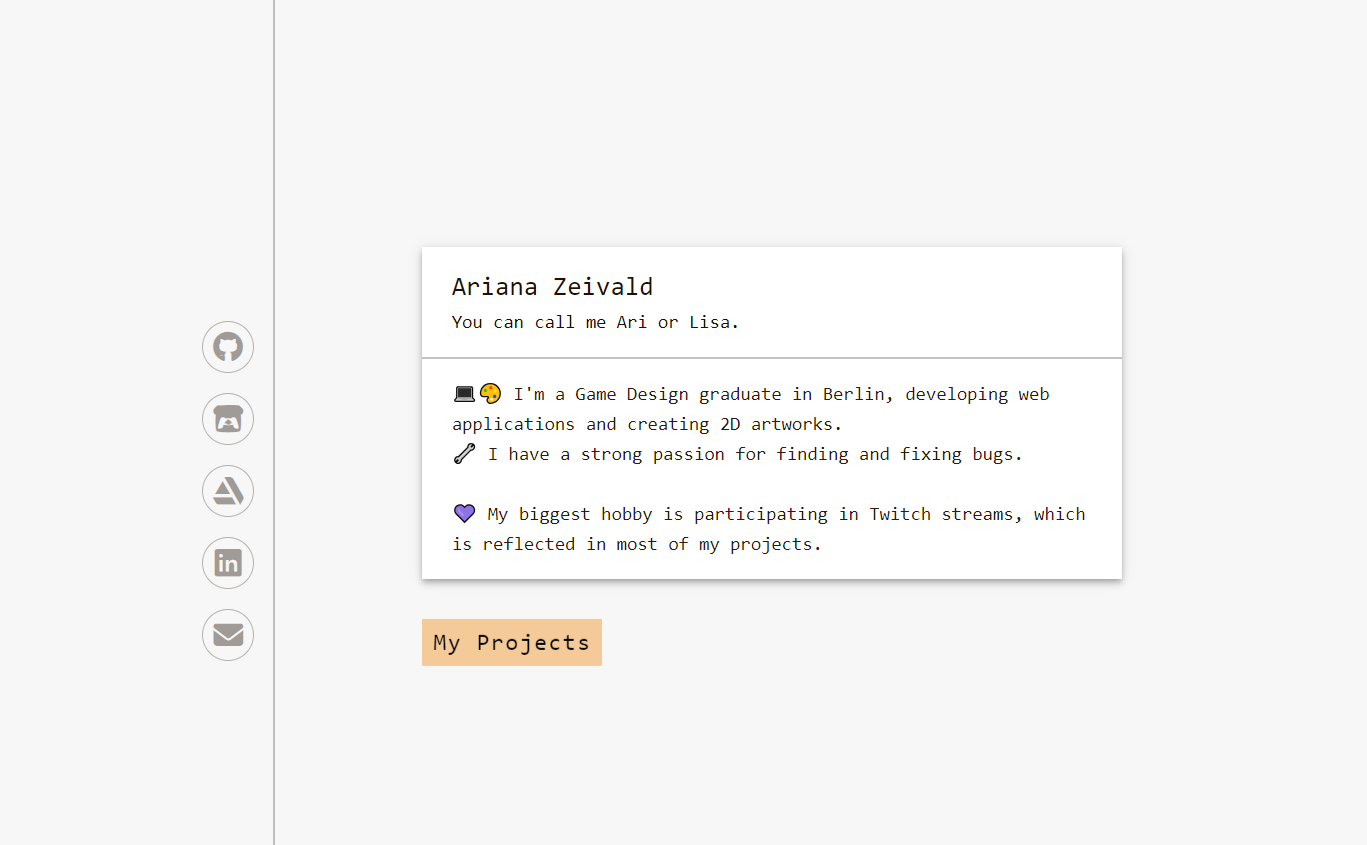 Ariana Zeivald
You can call me Ari or Lisa.
💻🎨 I'm a Game Design graduate in Berlin, developing web
applications and creating 2D artworks.
🔧 I have a strong passion for finding and fixing bugs.
💜 My biggest hobby is participating in Twitch streams, which
is reflected in most of my projects.
in
My Projects